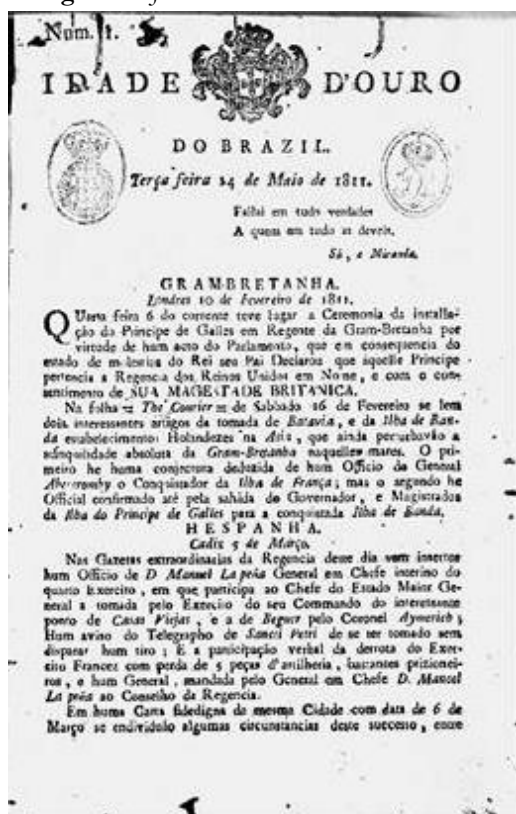 Num. 1.
IDADE D'OURO
DO BRAZIL.
Terça feira 14 de Maio de 1811.
Fallai em tudo verdades
A quem em tudo as deveis.
Sá, e Miranda.
GRAM-BRETANHA.
Londres 10 de Fevereiro de 1811.
QUarta feira 6 do corrente teve lugar a Ceremonia da installa-
ção do Principe de Galles em Regente da Gram-Bretanha por
virtude de hum acto do Parlamento, que em consequencia do
estado de molestia do Rei seu Pai Declarou que aquelle Principe
pertencia a Regencia dos Reinos Unidos em Nome, e com o con-
sentimento de SUA MAGESTADE BRITANICA.
Na folha = The Courier = de Sabbado 16 de Fevereiro se lem
dois interessantes artigos da tomada de Batavia, e da Ilha de Ban-
da estabelecimentos Holandezes na Asia, que ainda perturbavão a
tranquilidade absoluta da Gram-Bretanha naquelles mares. O pri-
meiro he huma conjectura deduzida de hum Officio do General
Abercromby o Conquistador da Ilha de França; mas o segundo he
Official confirmado até pela sahida do Governador, e Magistrados
da Ilha do Principe de Galles para a conquistada Ilha de Banda.
HESPANHA.
Cadix 5 de Março.
Nas Gazetas extraordinarias da Regencia deste dia vem insertos
hum Officio de D Manuel La peña General em Chefe interino do
quarto Exercito, em que participa ao Chefe do Estado Maior Ge-
neral a tomada pelo Exercito do seu Commando do interessante
ponto de Casas Viejas, e a de Beguer pelo Coronel Aymerich;
Hum aviso do Telegrapho de Sancti Petri de se ter tomado sem
disparar hum tiro; E a participação verbal da derrota do Exer-
cito Francez com perda de 5 peças d'artilheria, bastantes prizionei-
ros, e hum General, mandada pelo General em Chefe D. Manoel
La peña ao Conselho da Regencia.
Em huma Carta fidedigna da mesma Cidade com data de 6 de
Março se individuão algumas circunstancias deste successo, entre